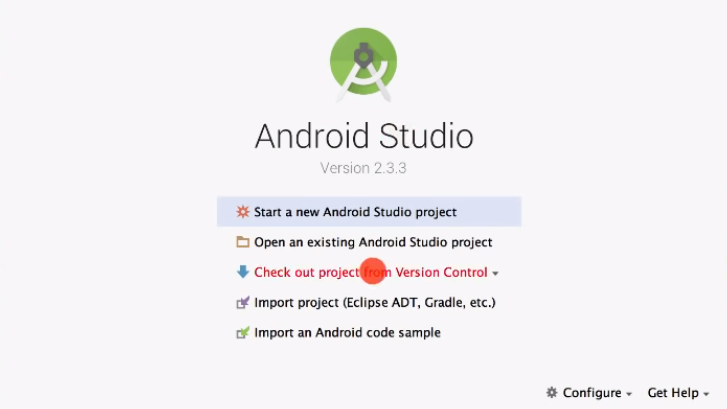 Android Studio
Version 2.3.3
Start a new Android Studio project
Open an existing Android Studio project
Check out project from Version Control
Import project (Eclipse ADT, Gradle, etc.)
Import an Android code sample
Configure Get Help